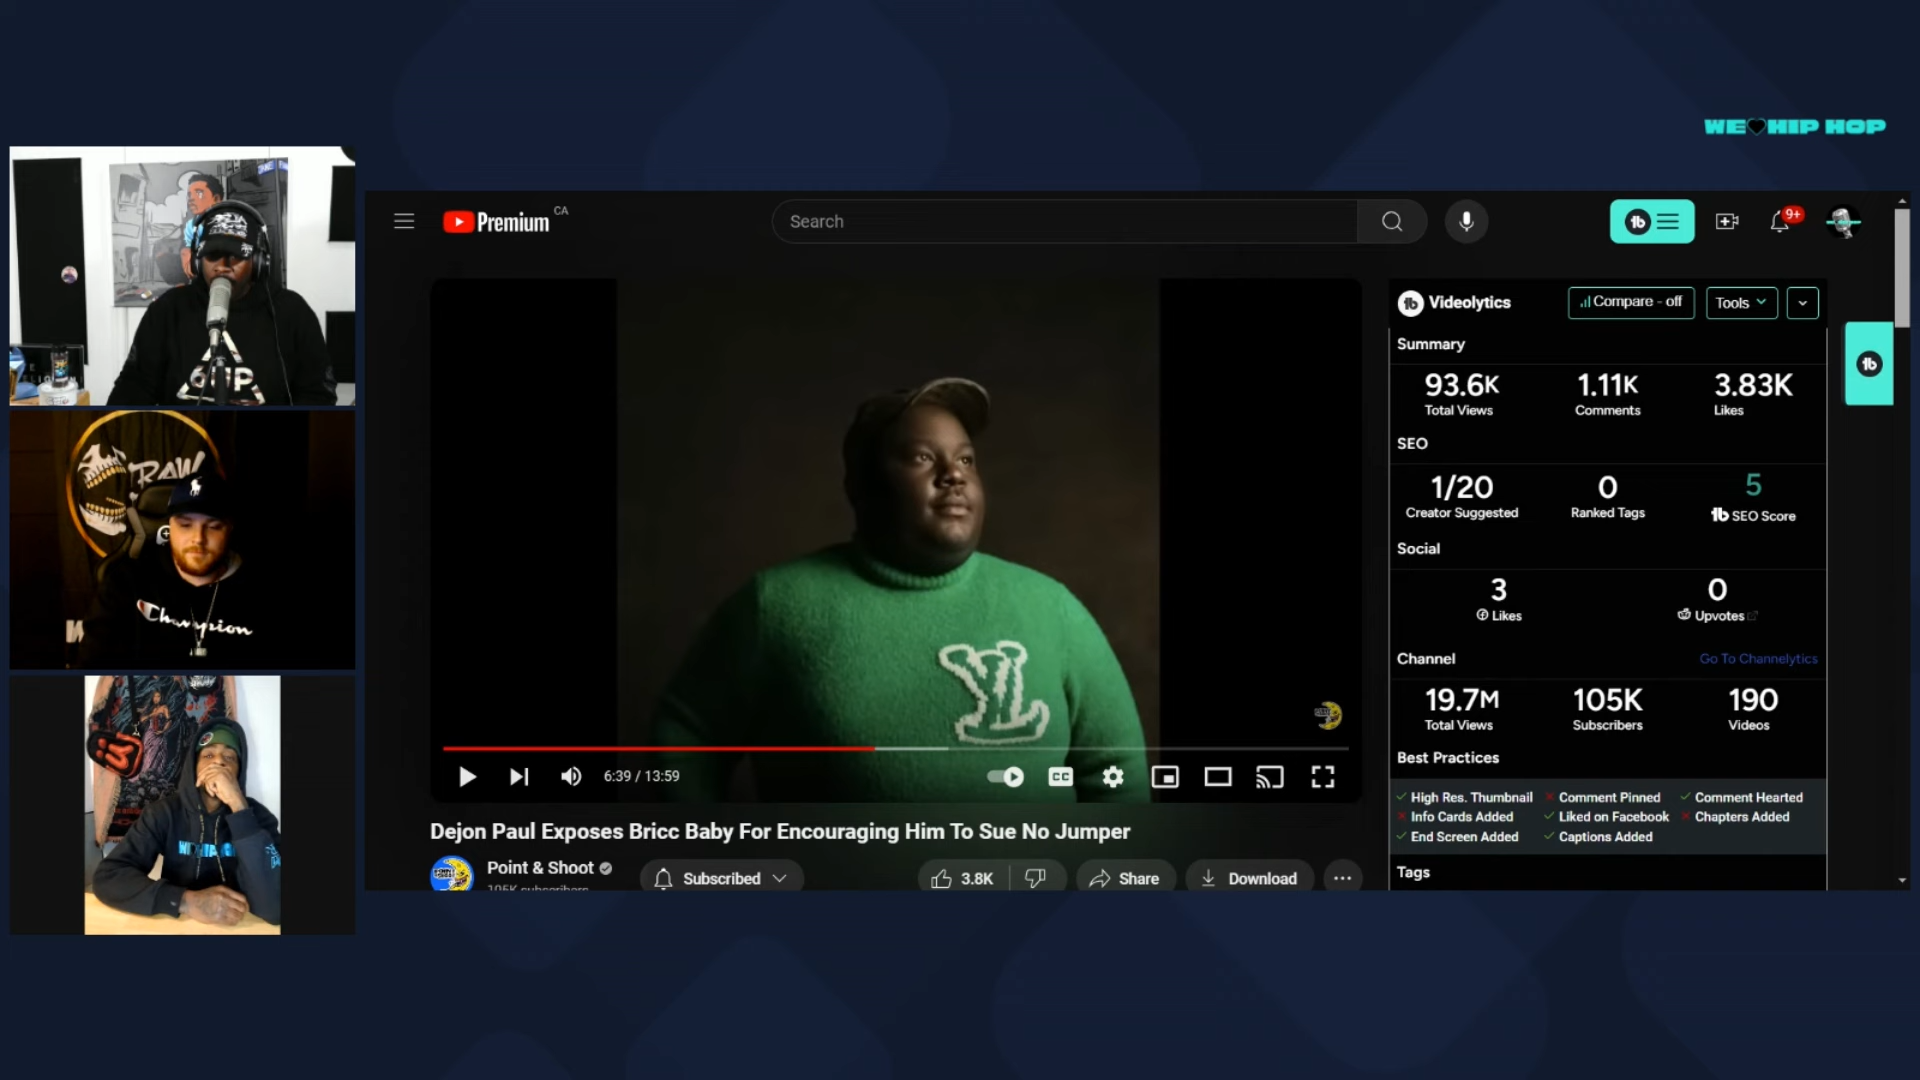 WE HIP HOP
RAW
Champion
Premium CA
Search
9+
LV
6:39 / 13:59
CC
Dejon Paul Exposes Bricc Baby For Encouraging Him To Sue No Jumper
Point & Shoot
105K subscribers
Subscribed
3.8K
Share
Download
Videolytics
Compare - off
Tools
Summary
93.6K 1.11K 3.83K
Total Views Comments Likes
SEO
1/20 0 5
Creator Suggested Ranked Tags SEO Score
Social
3 0
Likes Upvotes
Channel Go To Channelytics
19.7M 105K 190
Total Views Subscribers Videos
Best Practices
High Res. Thumbnail Comment Pinned Comment Hearted
Info Cards Added Liked on Facebook Chapters Added
End Screen Added Captions Added
Tags